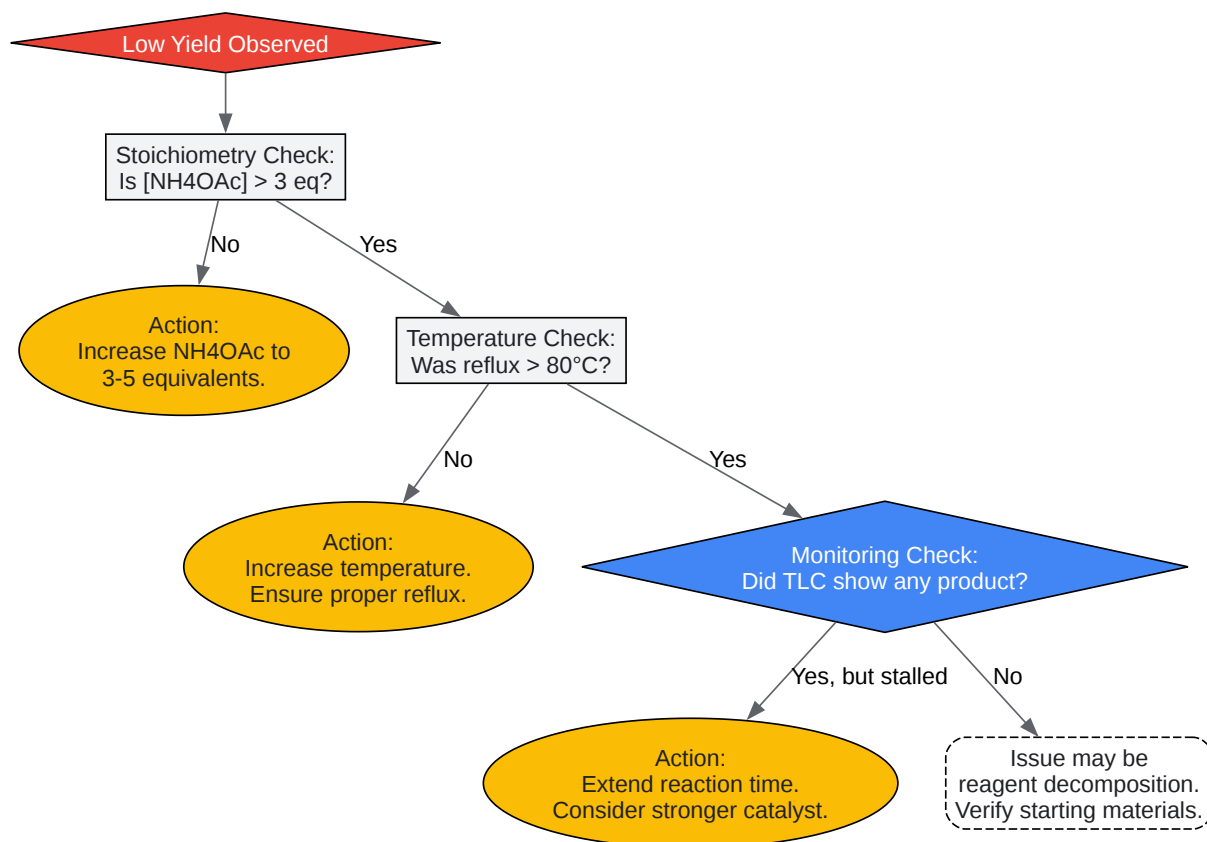 Low Yield Observed
Stoichiometry Check:
Is [NH4OAc] > 3 eq?
No
Yes
Action:
Increase NH4OAc to
3-5 equivalents.
Temperature Check:
Was reflux > 80°C?
No
Yes
Action:
Increase temperature.
Ensure proper reflux.
Monitoring Check:
Did TLC show any product?
Yes, but stalled
No
Action:
Extend reaction time.
Consider stronger catalyst.
Issue may be
reagent decomposition.
Verify starting materials.